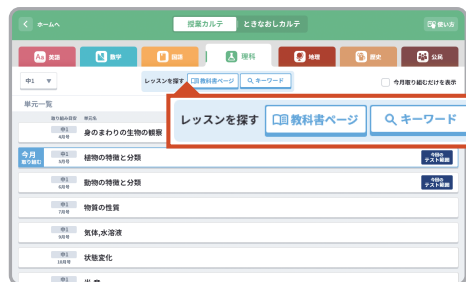 ホームへ 授業カルテ ときなおしカルテ 使い方
Aa 英語 数学 国語 理科 地理 歴史 公民
中1 レッスンを探す 教科書ページ キーワード 今月取り組むだけを表示
単元一覧
レッスンを探す 教科書ページ キーワード
取り組み目安 単元名
中1 4月号 身のまわりの生物の観察
今月取り組む 中1 5月号 植物の特徴と分類 今回のテスト範囲
中1 6月号 動物の特徴と分類 今回のテスト範囲
中1 7月号 物質の性質
中1 9月号 気体,水溶液
中1 10月号 状態変化
中1